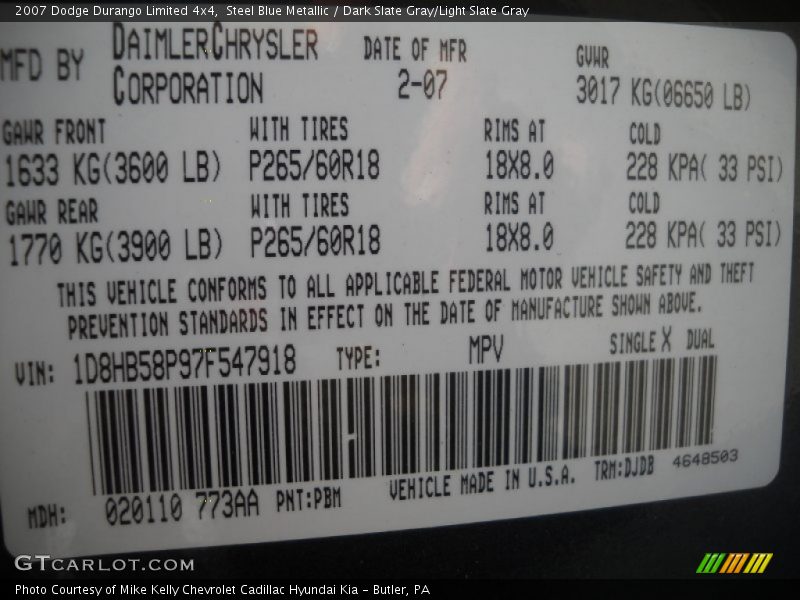 2007 Dodge Durango Limited 4x4, Steel Blue Metallic / Dark Slate Gray/Light Slate Gray
MFD BY DAIMLERCHRYSLER CORPORATION DATE OF MFR 2-07 GVWR 3017 KG(06650 LB)
GAWR FRONT WITH TIRES RIMS AT COLD
1633 KG(3600 LB) P265/60R18 18X8.0 228 KPA( 33 PSI)
GAWR REAR WITH TIRES RIMS AT COLD
1770 KG(3900 LB) P265/60R18 18X8.0 228 KPA( 33 PSI)
THIS VEHICLE CONFORMS TO ALL APPLICABLE FEDERAL MOTOR VEHICLE SAFETY AND THEFT
PREVENTION STANDARDS IN EFFECT ON THE DATE OF MANUFACTURE SHOWN ABOVE.
VIN: 1D8HB58P97F547918 TYPE: MPV SINGLE X DUAL
MDH: 020110 773AA PNT:PBM VEHICLE MADE IN U.S.A. TRM:DJDB 4648503
GTCARLOT.COM
Photo Courtesy of Mike Kelly Chevrolet Cadillac Hyundai Kia - Butler, PA